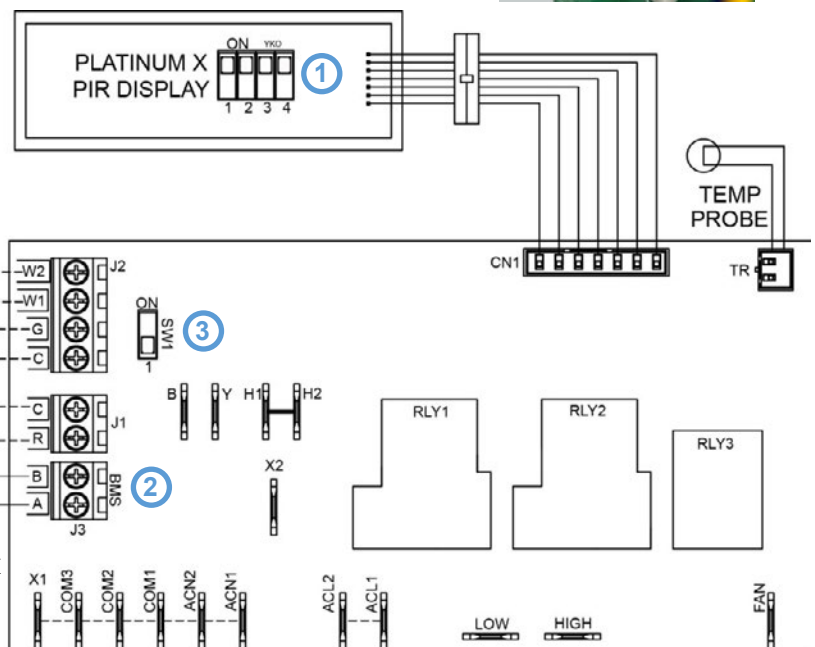 ON YKO
PLATINUM X
PIR DISPLAY
1 2 3 4
1
TEMP
PROBE
CN1
TR
W2
W1
G
C
J2
ON
SW1
1
3
C
R
J1
B
A
BMS
J3
2
B Y H1 H2
X2
RLY1
RLY2
RLY3
X1
COM3
COM2
COM1
ACN2
ACN1
ACL2
ACL1
LOW
HIGH
FAN